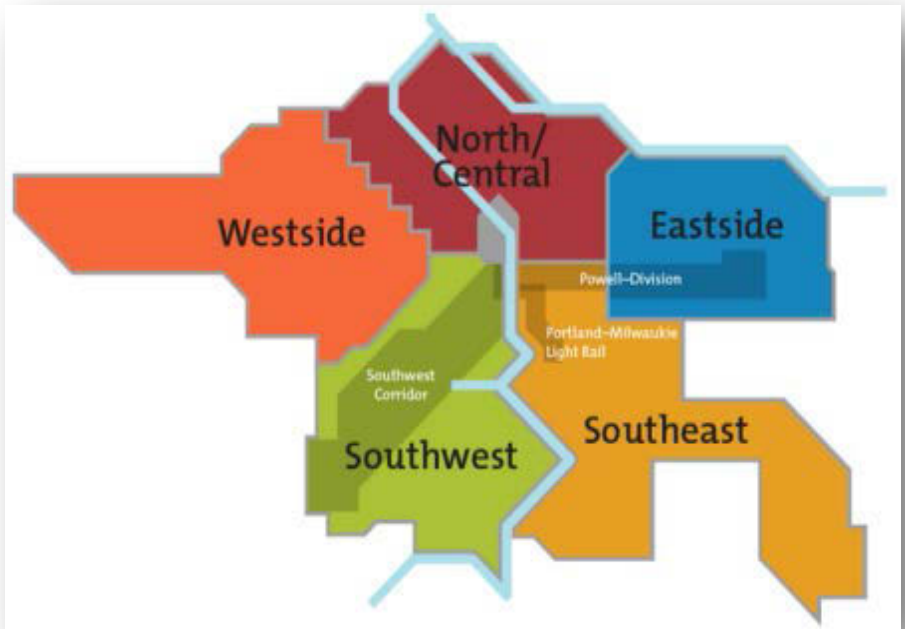 North/
Central
Westside
Eastside
Powell–Division
Portland–Milwaukie
Light Rail
Southwest
Corridor
Southeast
Southwest